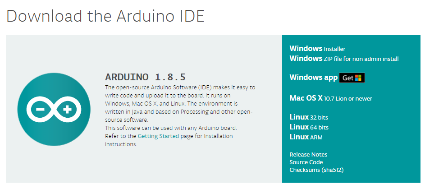 Download the Arduino IDE
ARDUINO 1.8.5
The open-source Arduino Software (IDE) makes it easy to
write code and upload it to the board. It runs on
Windows, Mac OS X, and Linux. The environment is
written in Java and based on Processing and other open-
source software.
This software can be used with any Arduino board.
Refer to the Getting Started page for Installation
instructions.
Windows Installer
Windows ZIP file for non admin install
Windows app Get
Mac OS X 10.7 Lion or newer
Linux 32 bits
Linux 64 bits
Linux ARM
Release Notes
Source Code
Checksums (sha512)